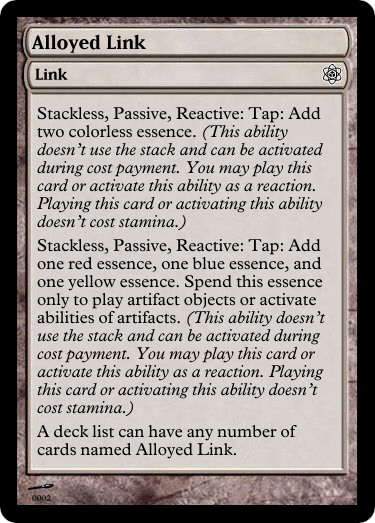 Alloyed Link
Link
Stackless, Passive, Reactive: Tap: Add
two colorless essence. (This ability
doesn't use the stack and can be activated
during cost payment. You may play this
card or activate this ability as a reaction.
Playing this card or activating this ability
doesn't cost stamina.)
Stackless, Passive, Reactive: Tap: Add
one red essence, one blue essence, and
one yellow essence. Spend this essence
only to play artifact objects or activate
abilities of artifacts. (This ability doesn't
use the stack and can be activated during
cost payment. You may play this card or
activate this ability as a reaction. Playing
this card or activating this ability doesn't
cost stamina.)
A deck list can have any number of
cards named Alloyed Link.
0002